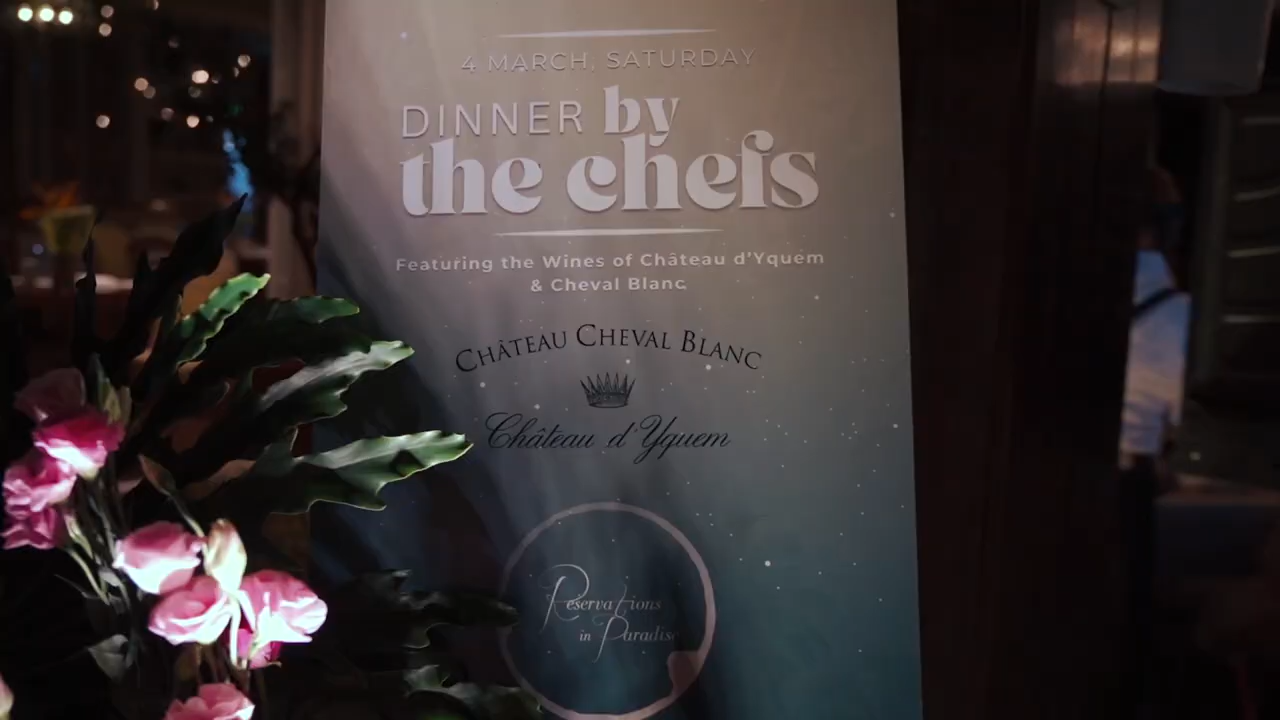 4 MARCH, SATURDAY
DINNER by
the chefs
Featuring the Wines of Château d'Yquem
& Cheval Blanc
CHÂTEAU CHEVAL BLANC
Château d'Yquem
Reservations
in Paradise